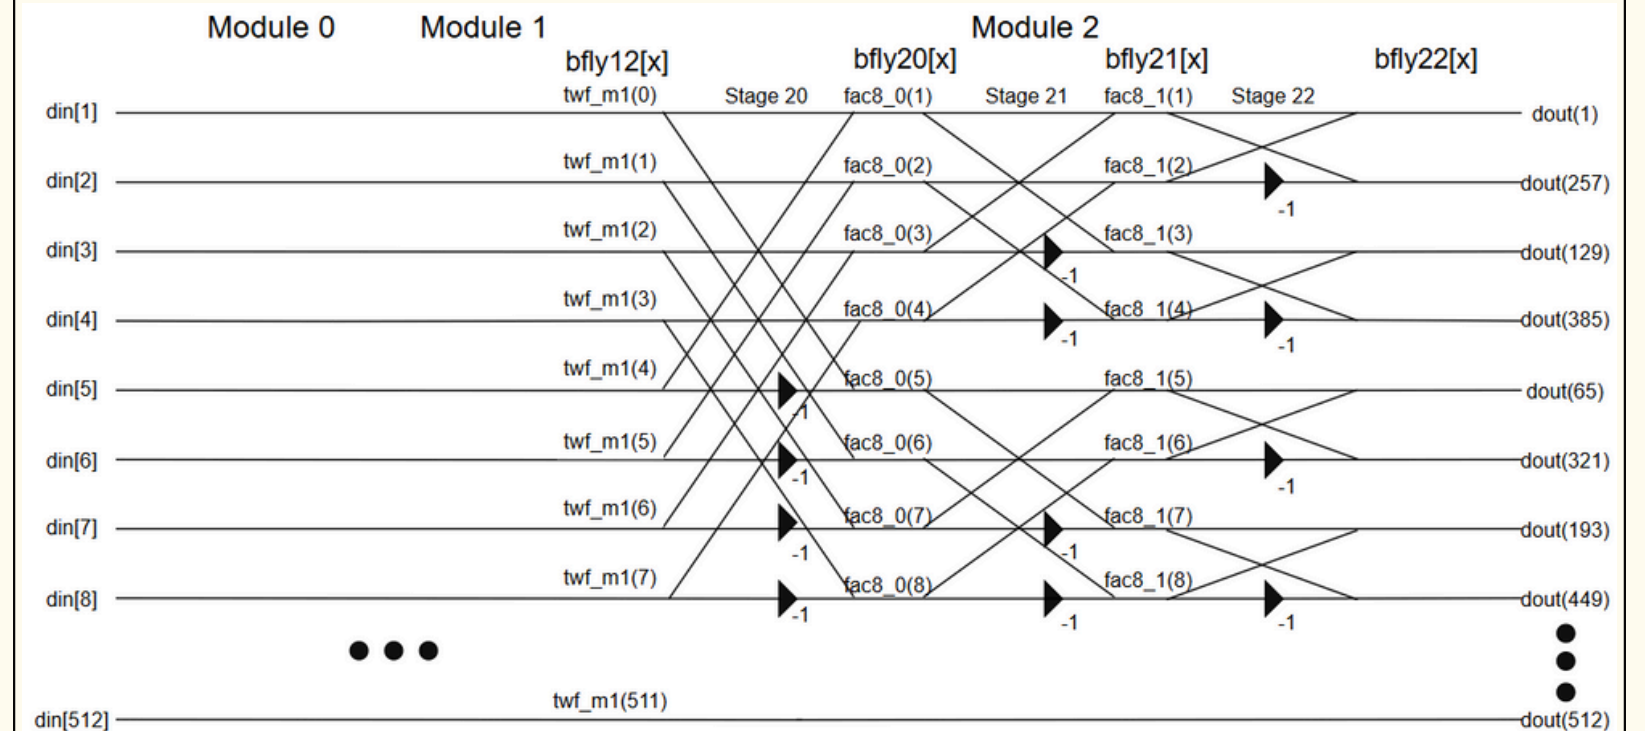 Module 0 Module 1 Module 2
bfly12[x] bfly20[x] bfly21[x] bfly22[x]
twf_m1(0) Stage 20 fac8_0(1) Stage 21 fac8_1(1) Stage 22
din[1] dout(1)
twf_m1(1) fac8_0(2) fac8_1(2)
din[2] dout(257)
-1
twf_m1(2) fac8_0(3) fac8_1(3)
din[3] dout(129)
-1
twf_m1(3) fac8_0(4) fac8_1(4)
din[4] dout(385)
-1 -1
twf_m1(4) fac8_0(5) fac8_1(5)
din[5] dout(65)
-1
twf_m1(5) fac8_0(6) fac8_1(6)
din[6] dout(321)
-1 -1
twf_m1(6) fac8_0(7) fac8_1(7)
din[7] dout(193)
-1 -1
twf_m1(7) fac8_0(8) fac8_1(8)
din[8] dout(449)
-1 -1 -1
twf_m1(511)
din[512] dout(512)